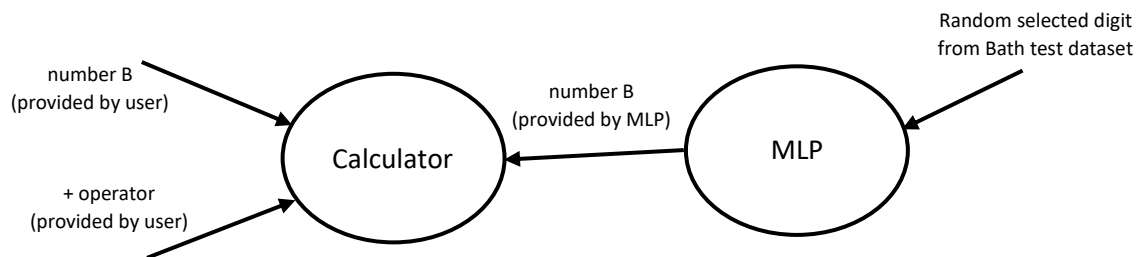 Random selected digit
from Bath test dataset
number B
(provided by user)
number B
(provided by MLP)
Calculator
MLP
+ operator
(provided by user)